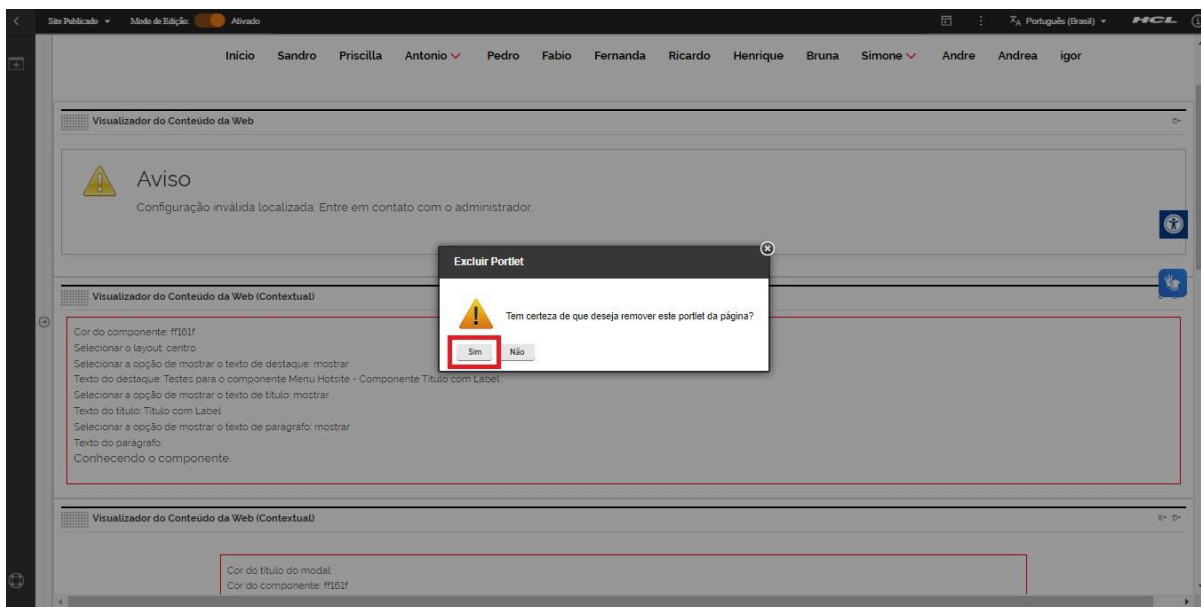 Site Publicado
Modo de Edição:
Ativado
Português (Brasil)
HCL
Inicio Sandro Priscilla Antonio Pedro Fabio Fernanda Ricardo Henrique Bruna Simone Andre Andrea igor
Visualizador do Conteúdo da Web
Aviso
Configuração inválida localizada. Entre em contato com o administrador.
Excluir Portlet
Tem certeza de que deseja remover este portlet da página?
Sim Não
Visualizador do Conteúdo da Web (Contextual)
Cor do componente: ff161f
Selecionar o layout: centro
Selecionar a opção de mostrar o texto de destaque: mostrar
Texto do destaque: Testes para o componente Menu Hotsite - Componente Titulo com Label
Selecionar a opção de mostrar o texto de título: mostrar
Texto do título: Título com Label
Selecionar a opção de mostrar o texto de parágrafo: mostrar
Texto do parágrafo:
Conhecendo o componente.
Visualizador do Conteúdo da Web (Contextual)
Cor do título do modal:
Cor do componente: ff161f